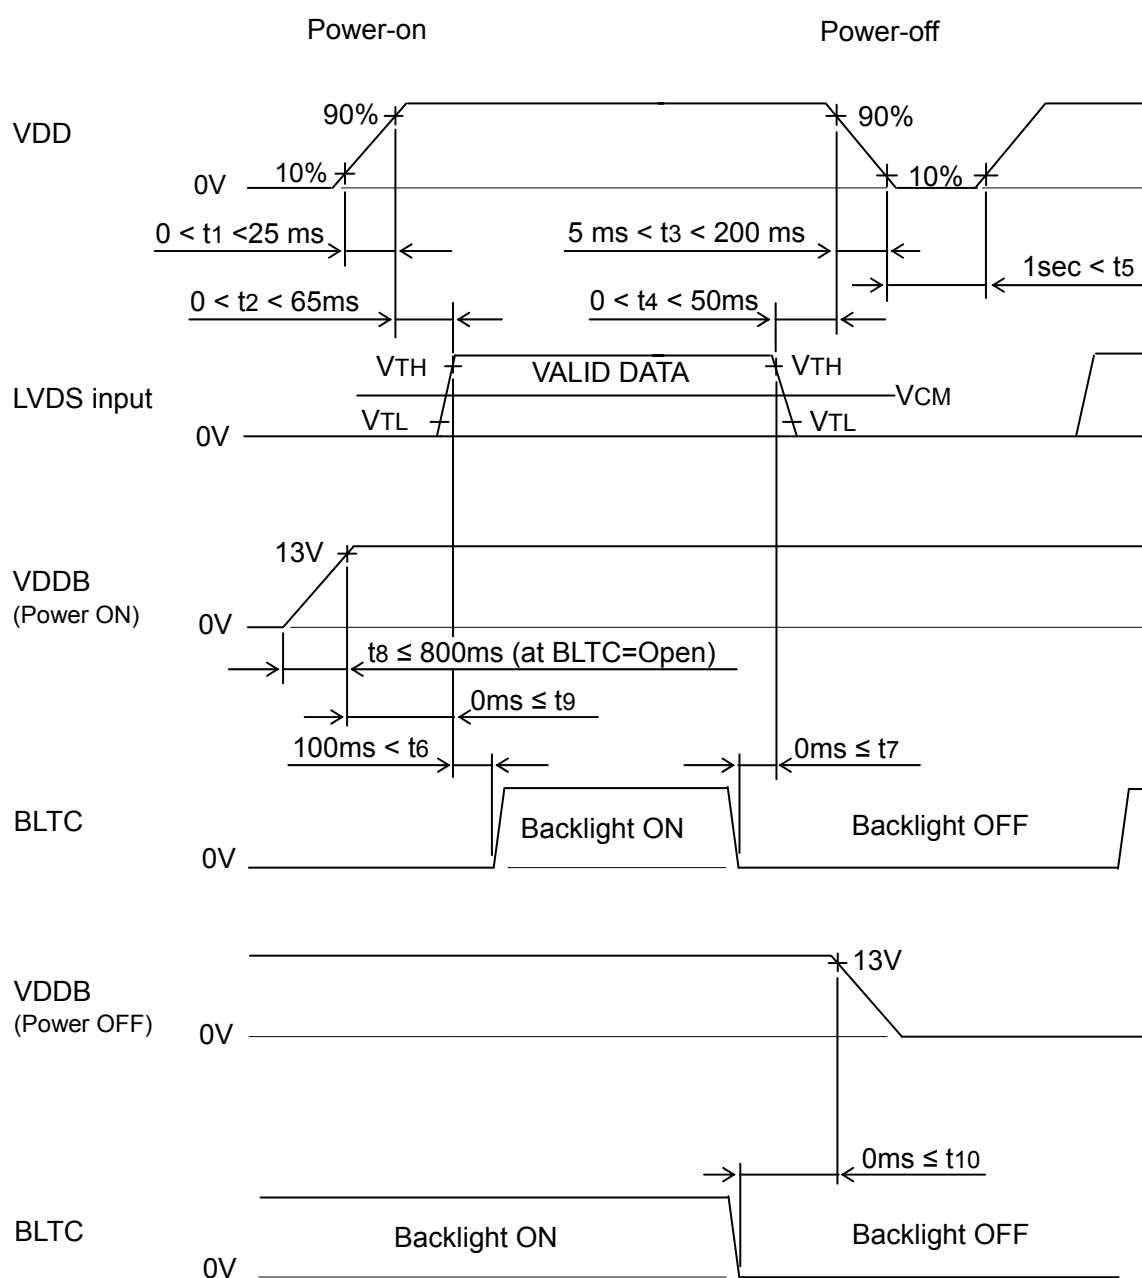 Power-on
Power-off
VDD
90%
90%
10%
10%
0V
0 < t1 <25 ms
5 ms < t3 < 200 ms
1sec < t5
0 < t2 < 65ms
0 < t4 < 50ms
LVDS input
VTH
VALID DATA
VTH
VCM
VTL
VTL
0V
13V
VDDB
(Power ON)
0V
t8 ≤ 800ms (at BLTC=Open)
0ms ≤ t9
100ms < t6
0ms ≤ t7
BLTC
Backlight ON
Backlight OFF
0V
13V
VDDB
(Power OFF)
0V
0ms ≤ t10
BLTC
Backlight ON
Backlight OFF
0V